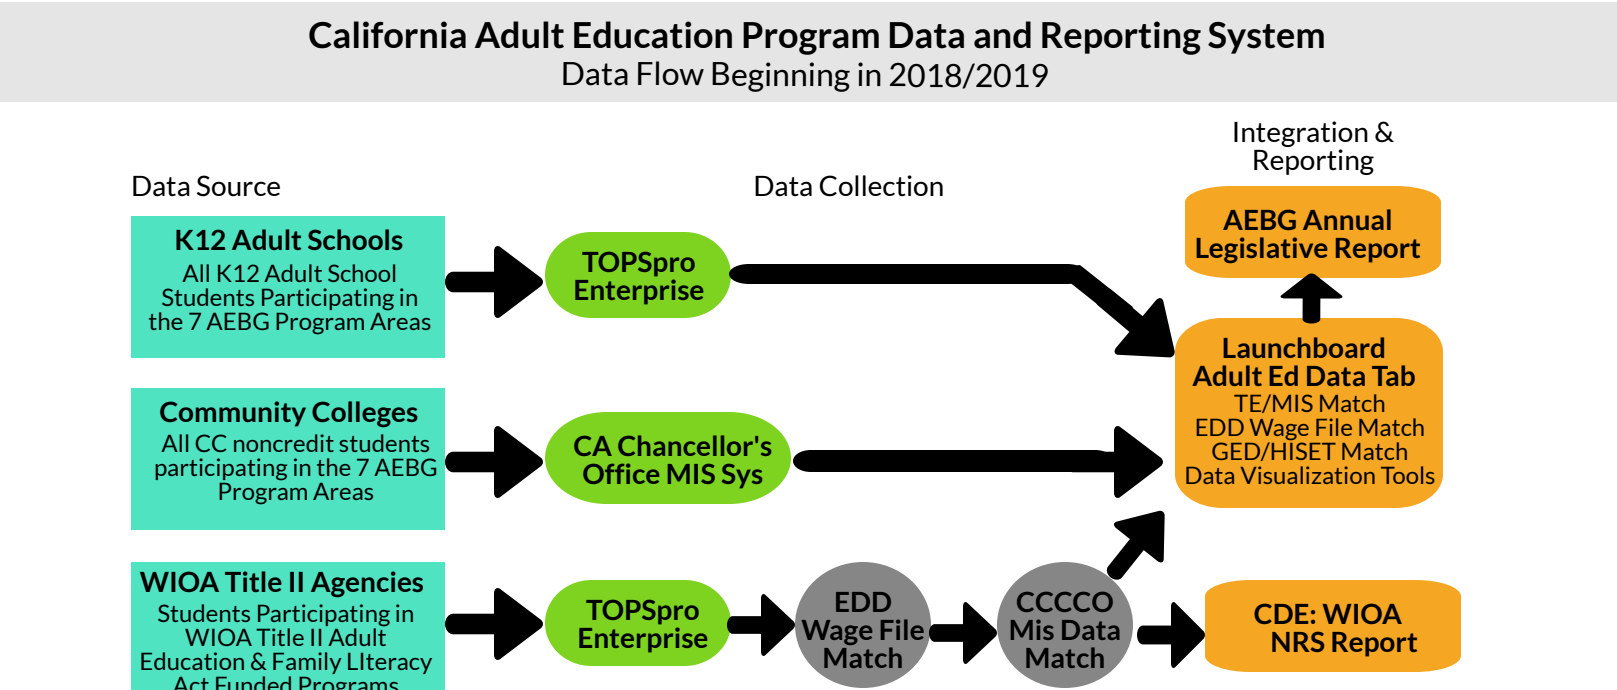 California Adult Education Program Data and Reporting System
Data Flow Beginning in 2018/2019
Integration &
Reporting
Data Source
Data Collection
K12 Adult Schools
All K12 Adult School
Students Participating in
the 7 AEBG Program Areas
TOPSpro
Enterprise
AEBG Annual
Legislative Report
Launchboard
Adult Ed Data Tab
TE/MIS Match
EDD Wage File Match
GED/HISET Match
Data Visualization Tools
Community Colleges
All CC noncredit students
participating in the 7 AEBG
Program Areas
CA Chancellor's
Office MIS Sys
WIOA Title II Agencies
Students Participating in
WIOA Title II Adult
Education & Family LIteracy
Act Funded Programs
TOPSpro
Enterprise
EDD
Wage File
Match
CCCCO
Mis Data
Match
CDE: WIOA
NRS Report